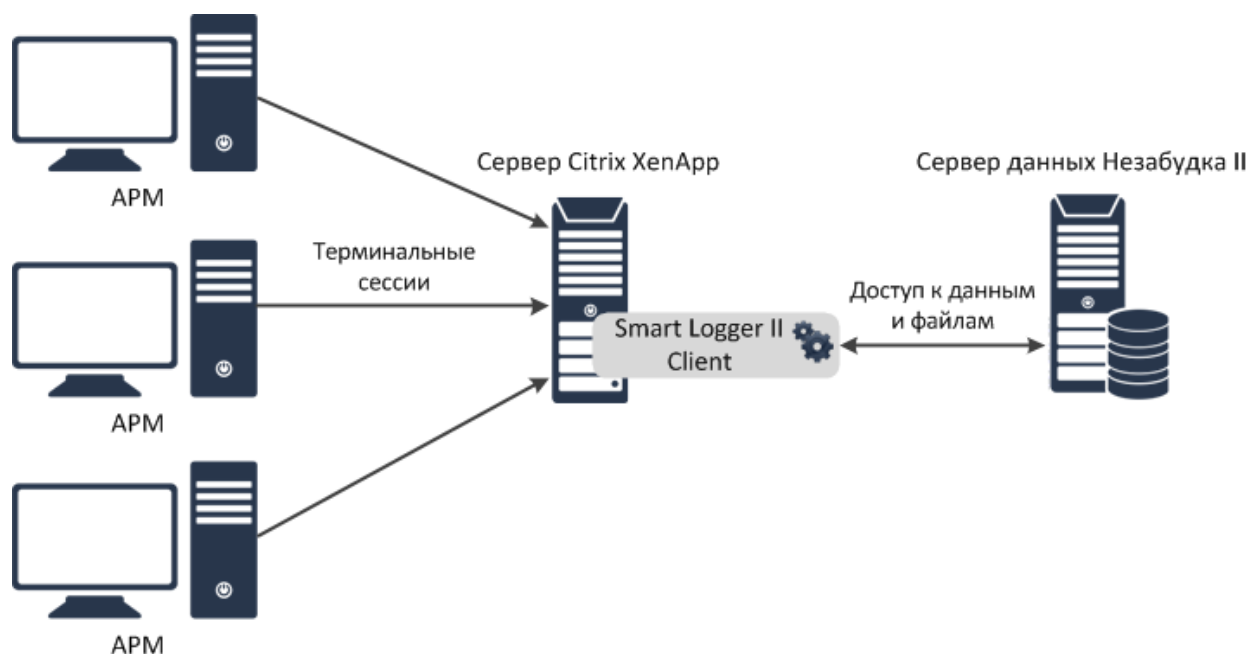 АРМ
Сервер Citrix XenApp
Сервер данных Незабудка II
Терминальные
сессии
АРМ
Smart Logger II
Client
Доступ к данным
и файлам
АРМ